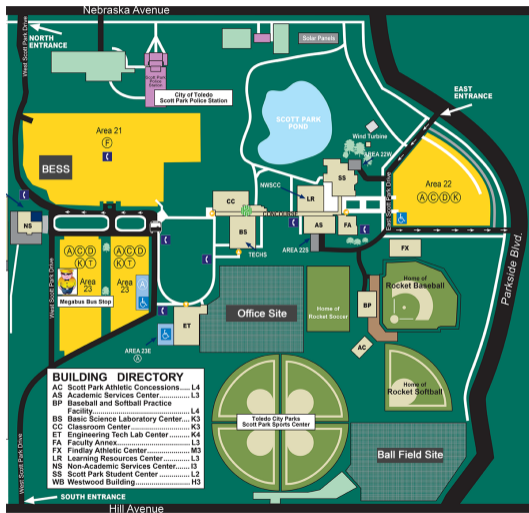 Nebraska Avenue
NORTH
ENTRANCE
West Scott Park Drive
Solar Panels
Scott Park
Police
Station
City of Toledo
Scott Park Police Station
EAST
ENTRANCE
SCOTT PARK
POND
Area 21
F
BESS
Wind Turbine
AREA 22W
NWSCC
SS
CC
LR
Area 22
A C D K
East Scott Park Drive
NS
BS
AS
FA
TECHS
AREA 22S
FX
Parkside Blvd.
A C D
K T
Area
23
A C D
K T
Area
23
A
Megabus Bus Stop
West Scott Park Drive
Office Site
Home of
Rocket Soccer
BP
Home of
Rocket Baseball
ET
AREA 23E
A
AC
BUILDING DIRECTORY
AC Scott Park Athletic Concessions..... L4
AS Academic Services Center............. L3
BP Baseball and Softball Practice
Facility............. L4
BS Basic Science Laboratory Center... K3
CC Classroom Center............. K3
ET Engineering Tech Lab Center......... K4
FA Faculty Annex............. L3
FX Findlay Athletic Center............. M3
LR Learning Resources Center............ L3
NS Non-Academic Services Center...... I3
SS Scott Park Student Center............. L2
WB Westwood Building............. H3
Toledo City Parks
Scott Park Sports Center
Home of
Rocket Softball
Ball Field Site
West Scott Park Drive
SOUTH ENTRANCE
Hill Avenue